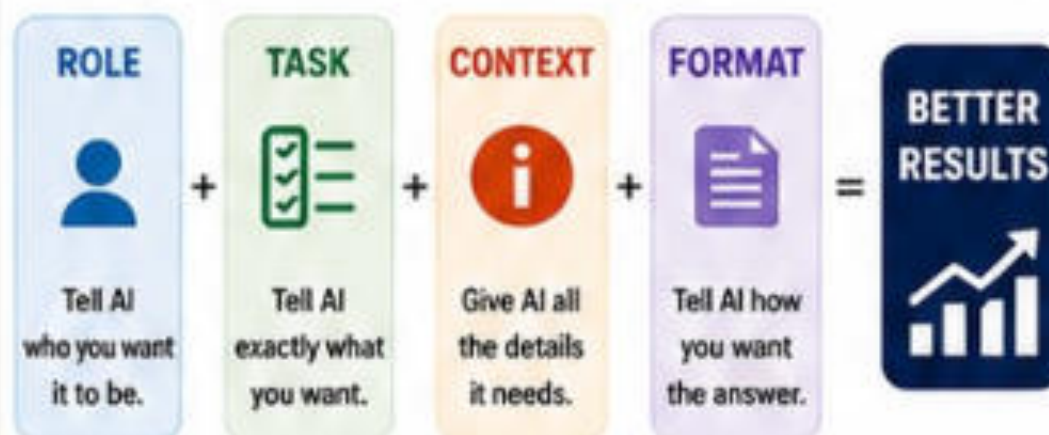 ROLE
Tell AI
who you want
it to be.
+
TASK
Tell AI
exactly what
you want.
+
CONTEXT
Give AI all
the details
it needs.
+
FORMAT
Tell AI how
you want
the answer.
=
BETTER
RESULTS